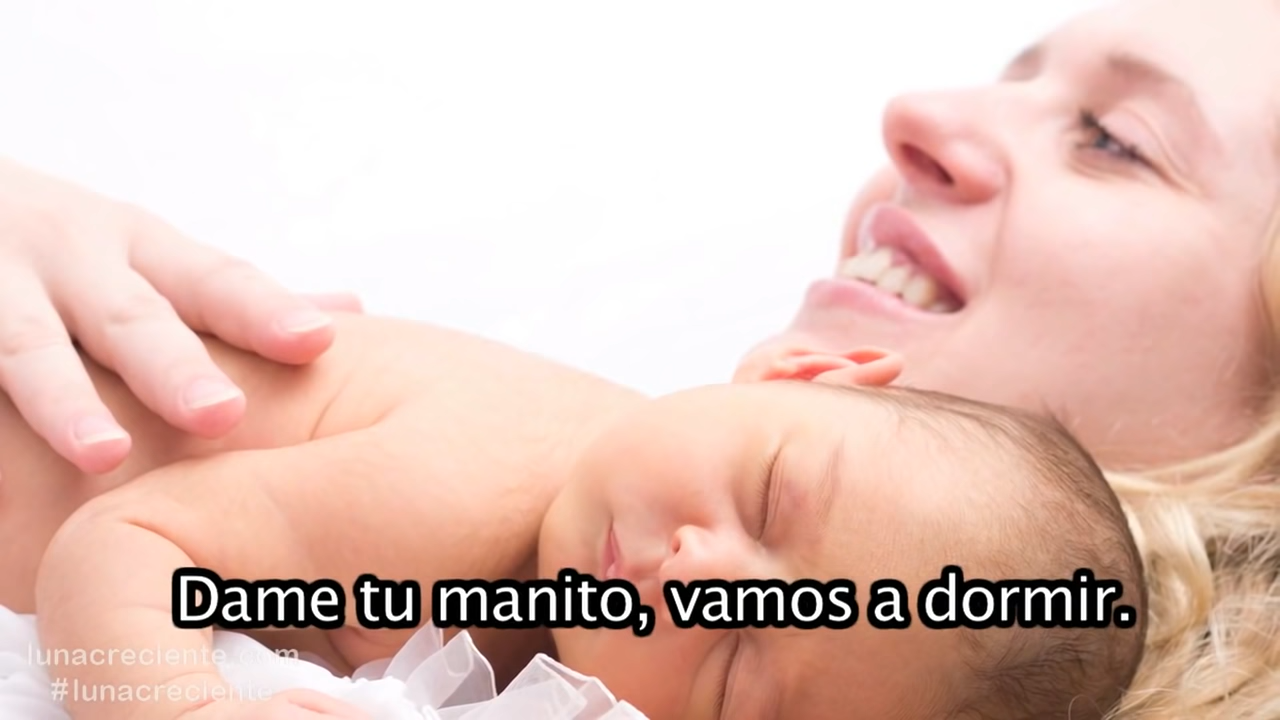 Dame tu manito, vamos a dormir.
lunacreciente.com
#lunacreciente